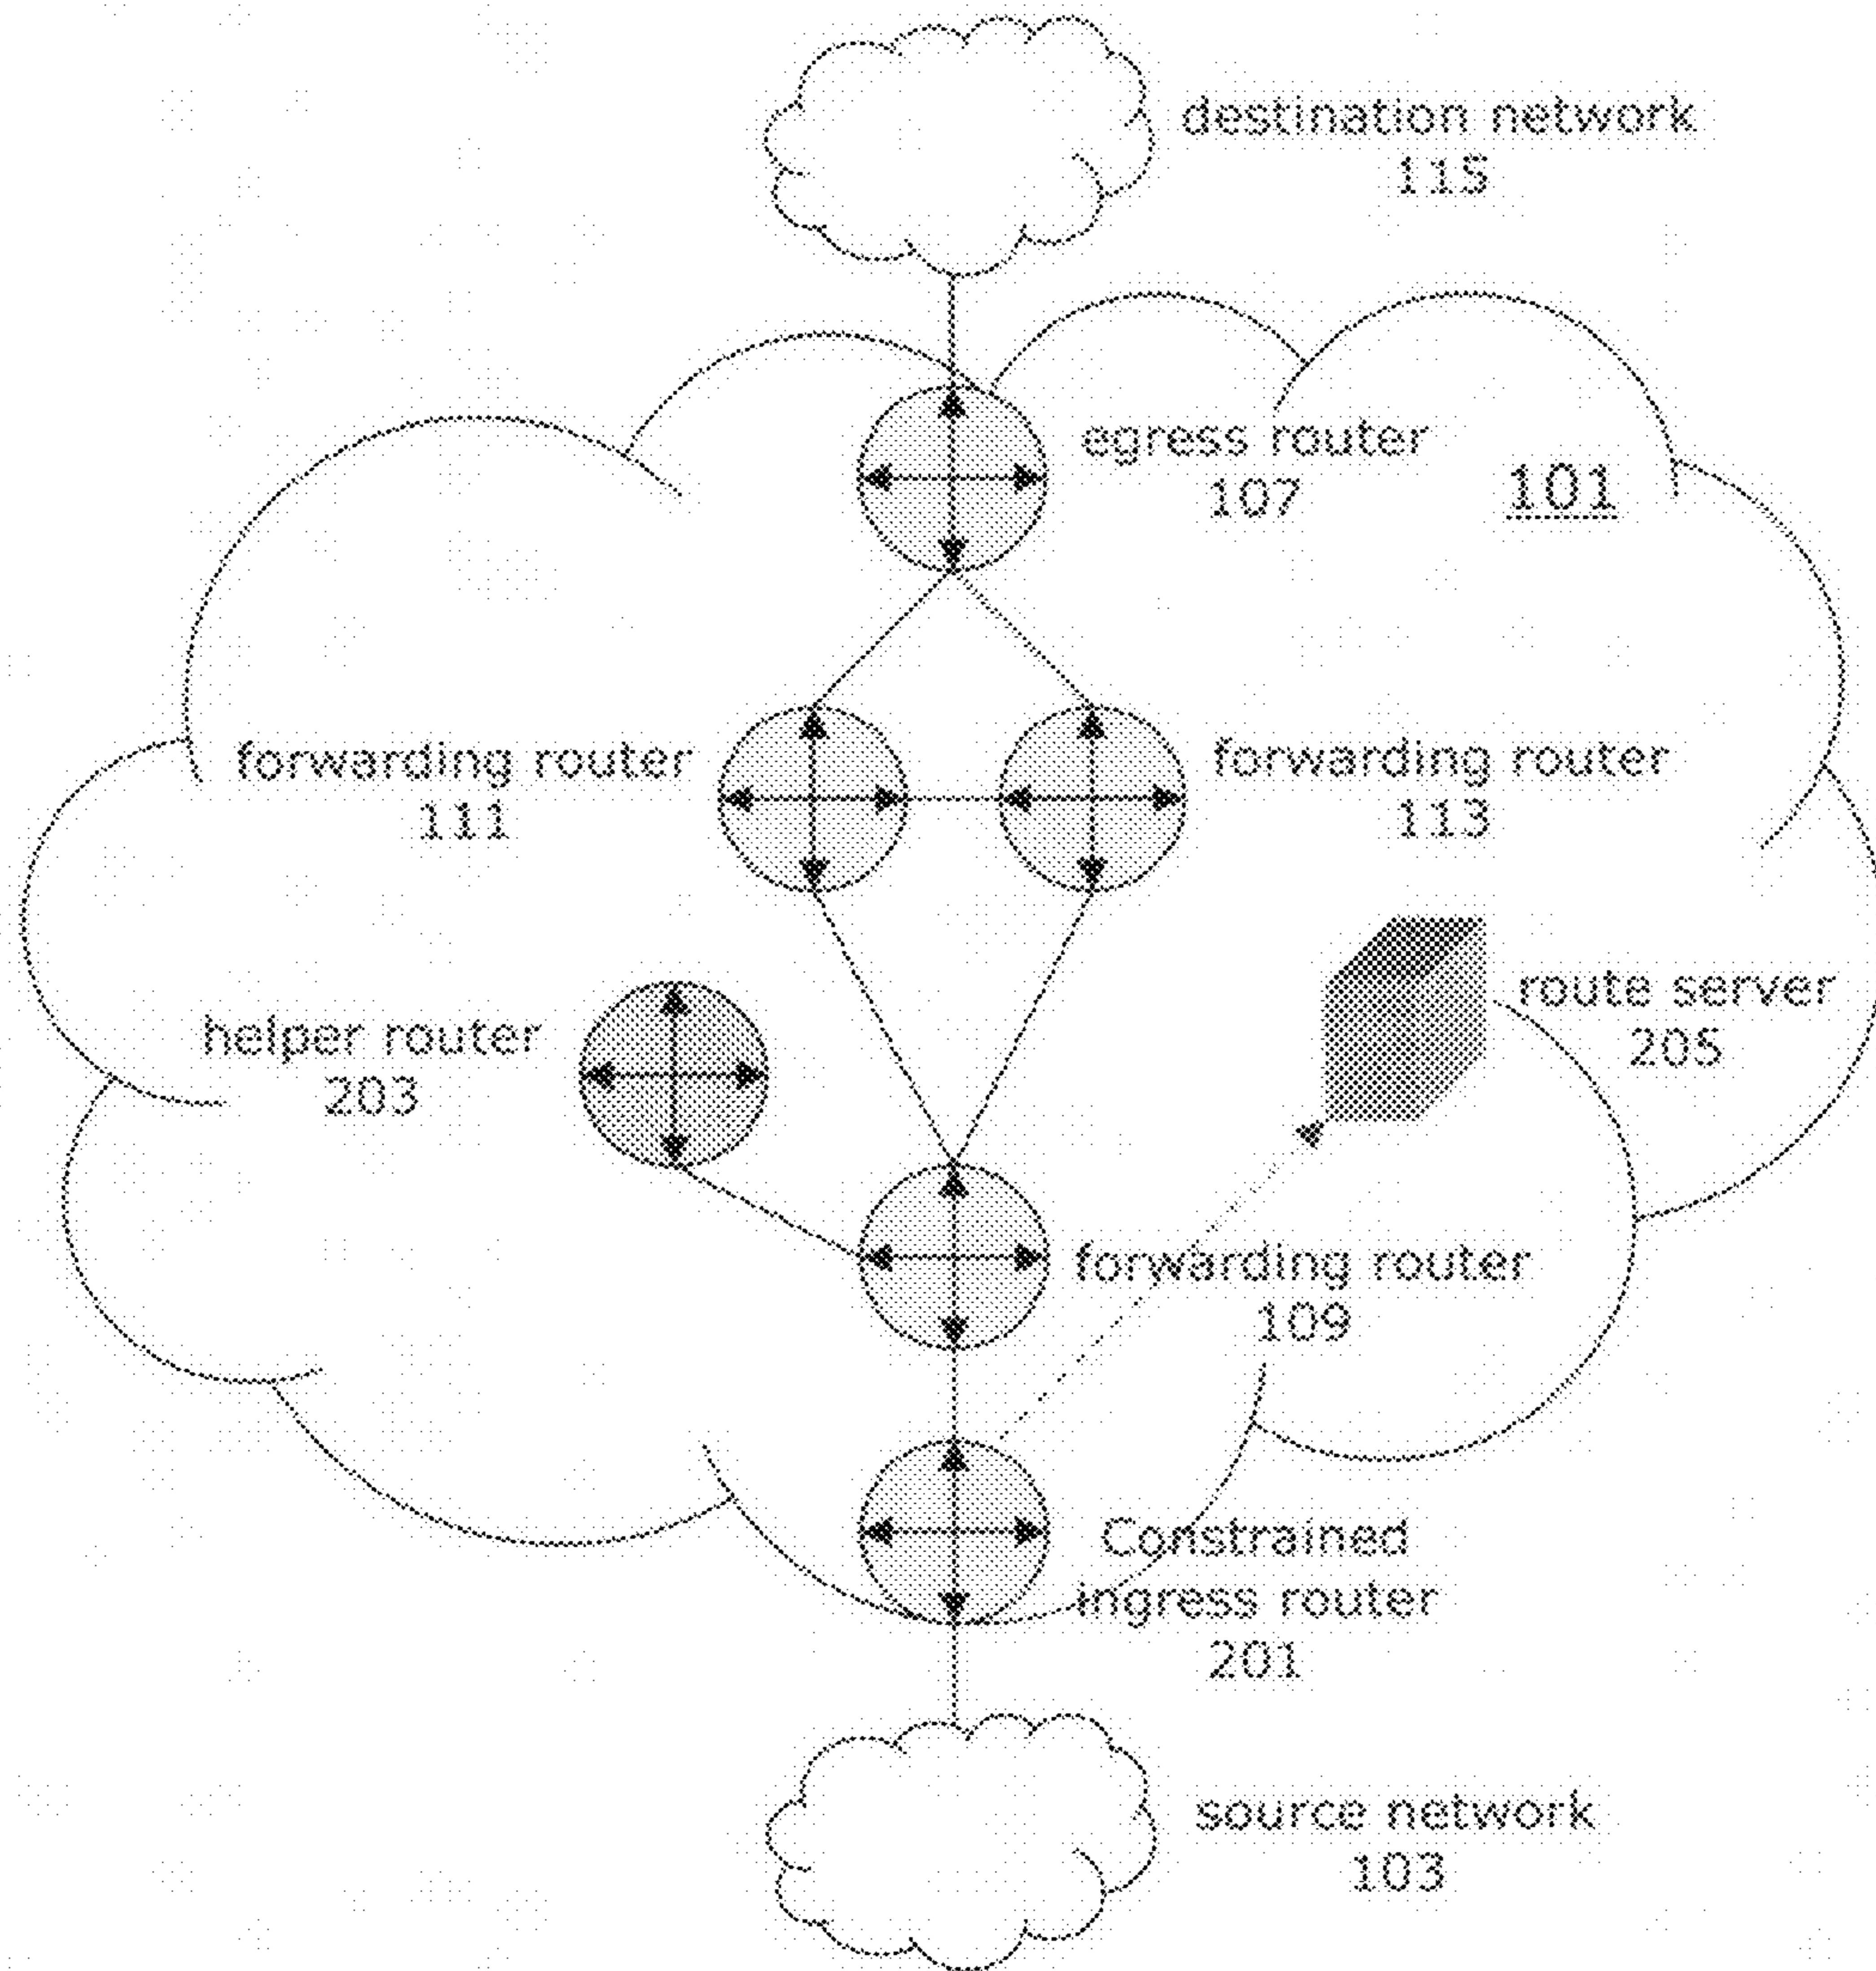 destination network
115
egress router
107
101
forwarding router
111
forwarding router
113
route server
205
helper router
203
forwarding router
109
Constrained
ingress router
201
source network
103